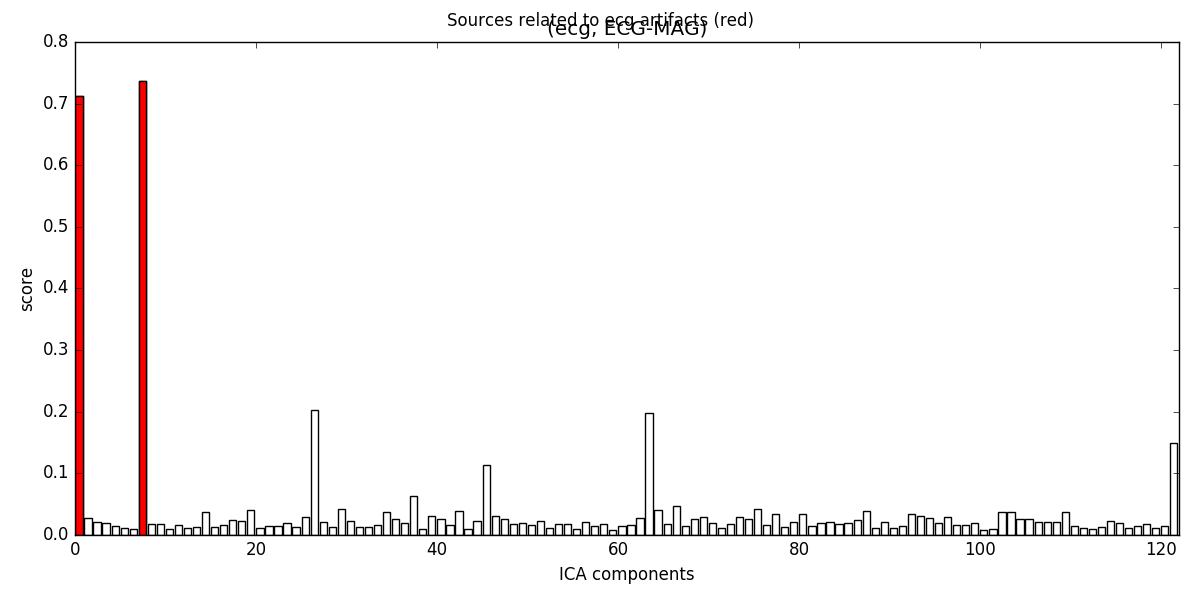 Sources related to ecg artifacts (red)
(ecg, ECG-MAG)
0.8
0.7
0.6
0.5
0.4
0.3
0.2
0.1
0.0
score
0 20 40 60 80 100 120
ICA components